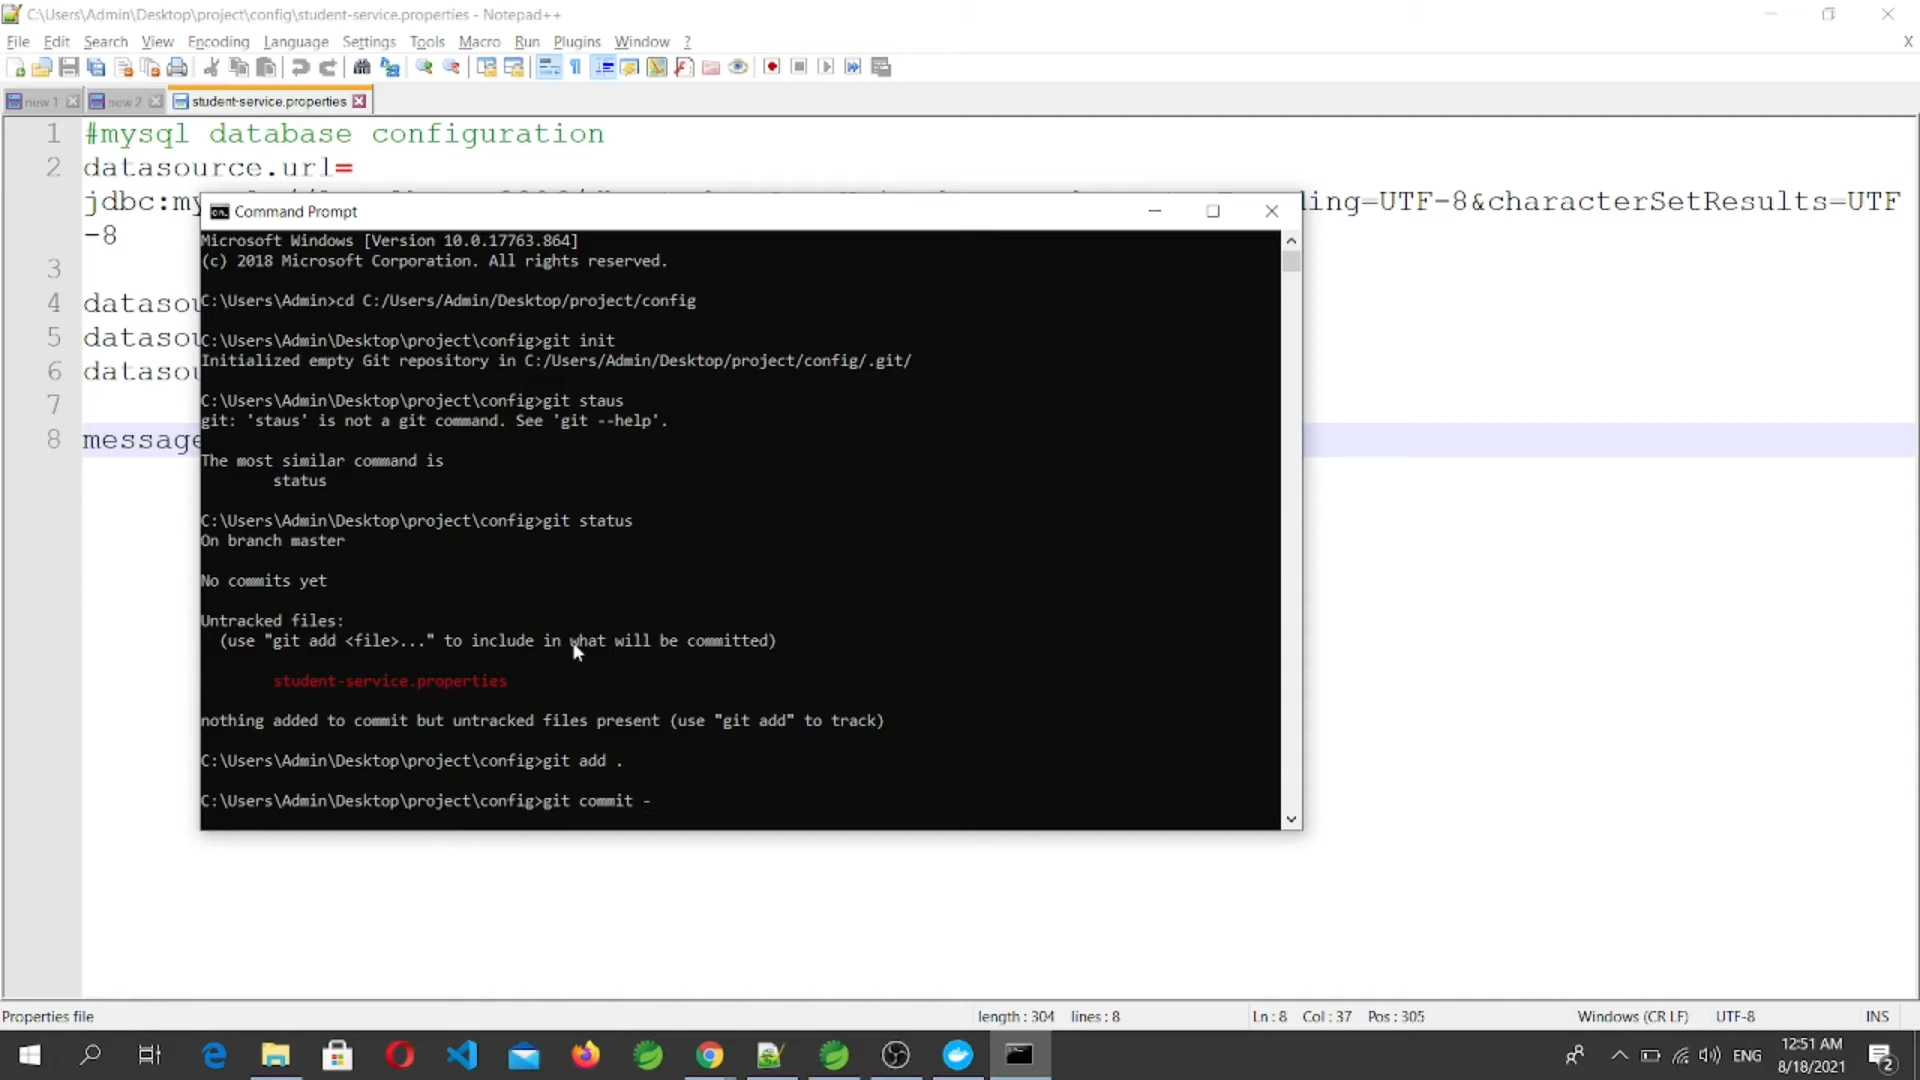 C:\Users\Admin\Desktop\project\config\student-service.properties - Notepad++
File Edit Search View Encoding Language Settings Tools Macro Run Plugins Window ?
X
new 1 new 2 student-service.properties
1 #mysql database configuration
2 datasource.url=
jdbc:my ing=UTF-8&characterSetResults=UTF
-8
3
4 datasou
5 datasou
6 datasou
7
8 message
Command Prompt
Microsoft Windows [Version 10.0.17763.864]
(c) 2018 Microsoft Corporation. All rights reserved.
C:\Users\Admin>cd C:/Users/Admin/Desktop/project/config
C:\Users\Admin\Desktop\project\config>git init
Initialized empty Git repository in C:/Users/Admin/Desktop/project/config/.git/
C:\Users\Admin\Desktop\project\config>git staus
git: 'staus' is not a git command. See 'git --help'.
The most similar command is
status
C:\Users\Admin\Desktop\project\config>git status
On branch master
No commits yet
Untracked files:
(use "git add <file>..." to include in what will be committed)
student-service.properties
nothing added to commit but untracked files present (use "git add" to track)
C:\Users\Admin\Desktop\project\config>git add .
C:\Users\Admin\Desktop\project\config>git commit -
Properties file length : 304 lines : 8 Ln : 8 Col : 37 Pos : 305 Windows (CR LF) UTF-8 INS
ENG
12:51 AM
8/18/2021
2